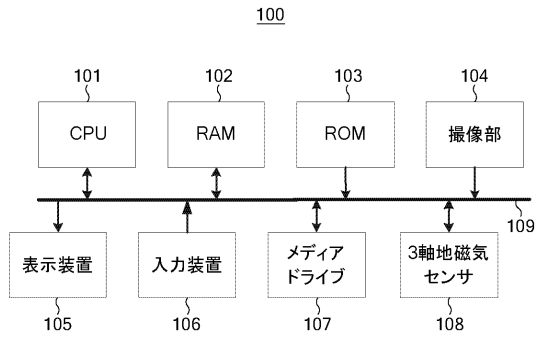 100
101
102
103
104
CPU
RAM
ROM
撮像部
109
表示装置
入力装置
メディア
ドライブ
3軸地磁気
センサ
105
106
107
108